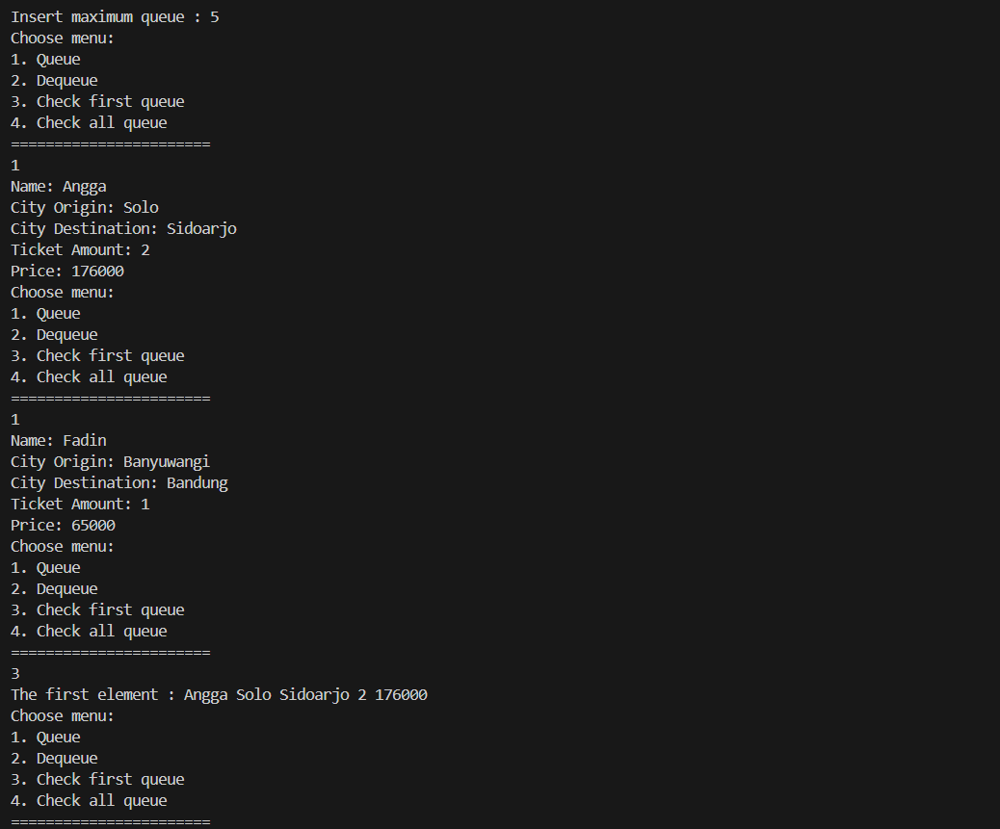 Insert maximum queue : 5
Choose menu:
1. Queue
2. Dequeue
3. Check first queue
4. Check all queue
=======================
1
Name: Angga
City Origin: Solo
City Destination: Sidoarjo
Ticket Amount: 2
Price: 176000
Choose menu:
1. Queue
2. Dequeue
3. Check first queue
4. Check all queue
=======================
1
Name: Fadin
City Origin: Banyuwangi
City Destination: Bandung
Ticket Amount: 1
Price: 65000
Choose menu:
1. Queue
2. Dequeue
3. Check first queue
4. Check all queue
=======================
3
The first element : Angga Solo Sidoarjo 2 176000
Choose menu:
1. Queue
2. Dequeue
3. Check first queue
4. Check all queue
=======================